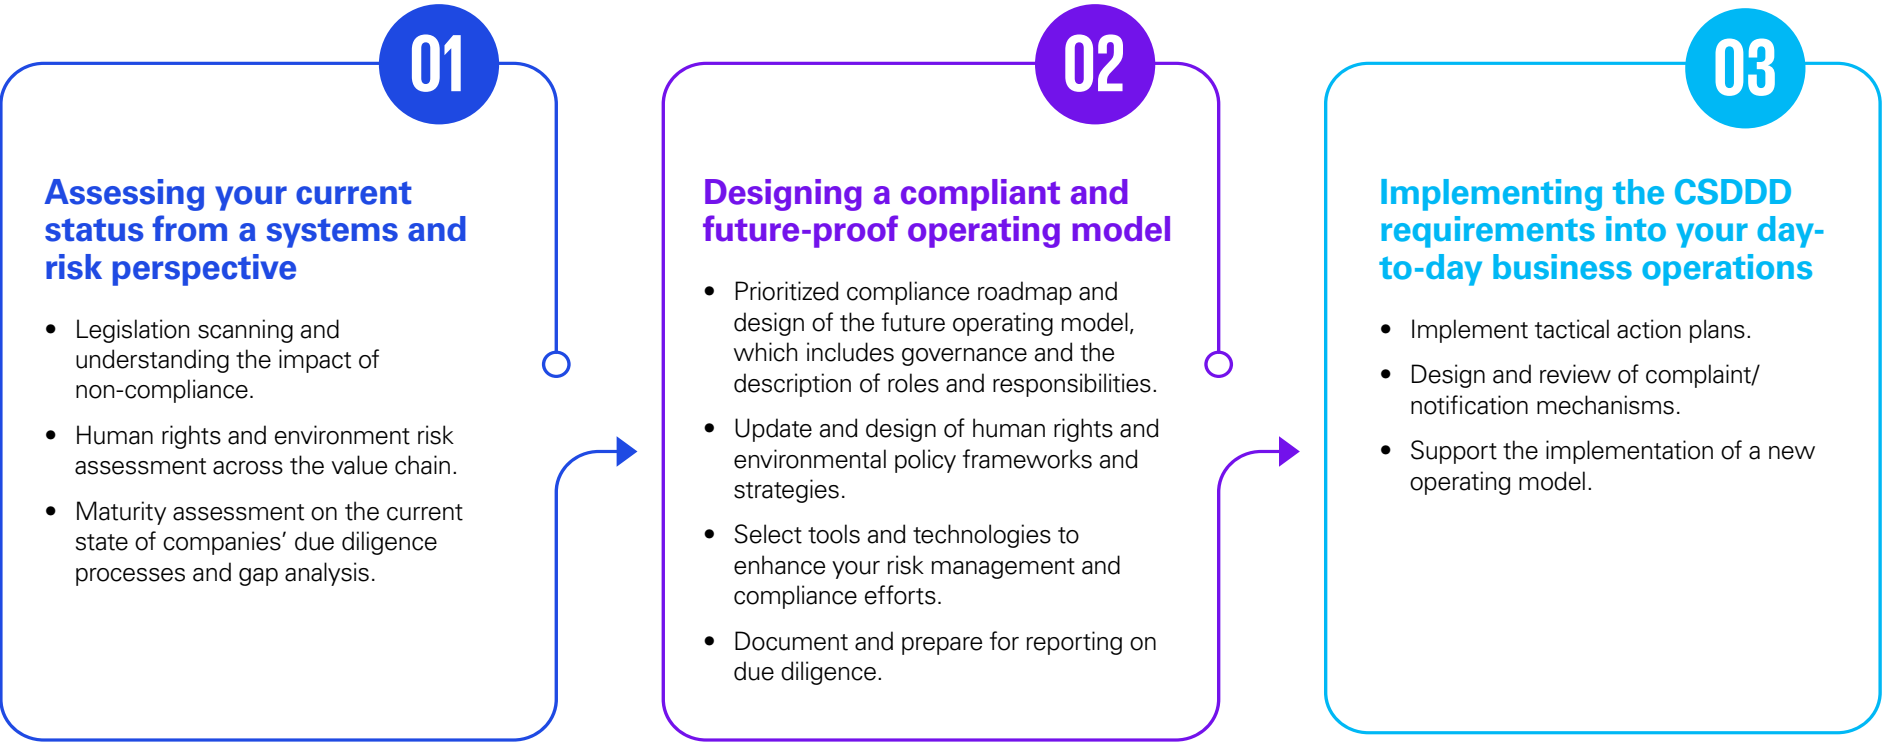 01
Assessing your current
status from a systems and
risk perspective
• Legislation scanning and
understanding the impact of
non-compliance.
• Human rights and environment risk
assessment across the value chain.
• Maturity assessment on the current
state of companies’ due diligence
processes and gap analysis.
02
Designing a compliant and
future-proof operating model
• Prioritized compliance roadmap and
design of the future operating model,
which includes governance and the
description of roles and responsibilities.
• Update and design of human rights and
environmental policy frameworks and
strategies.
• Select tools and technologies to
enhance your risk management and
compliance efforts.
• Document and prepare for reporting on
due diligence.
03
Implementing the CSDDD
requirements into your day-
to-day business operations
• Implement tactical action plans.
• Design and review of complaint/
notification mechanisms.
• Support the implementation of a new
operating model.